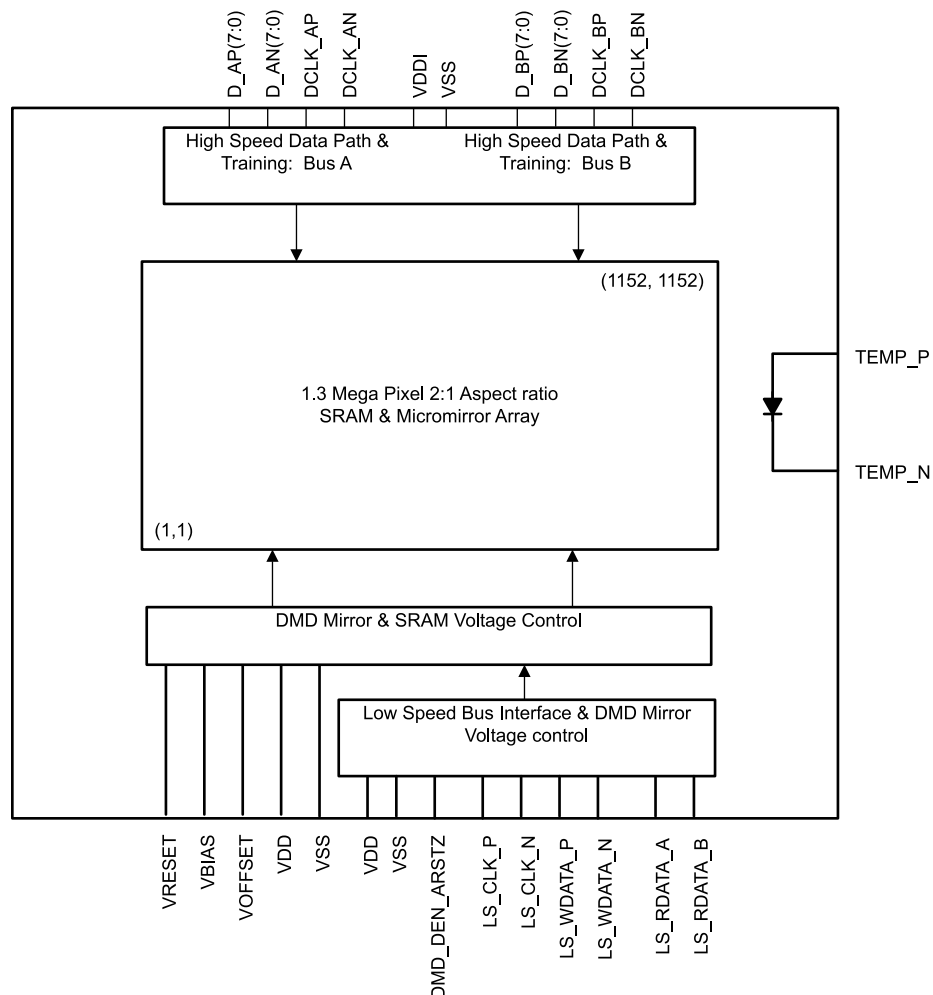 D_AP(7:0)
D_AN(7:0)
DCLK_AP
DCLK_AN
VDDI
VSS
D_BP(7:0)
D_BN(7:0)
DCLK_BP
DCLK_BN
High Speed Data Path &
Training: Bus A
High Speed Data Path &
Training: Bus B
(1152, 1152)
1.3 Mega Pixel 2:1 Aspect ratio
SRAM & Micromirror Array
(1,1)
TEMP_P
TEMP_N
DMD Mirror & SRAM Voltage Control
Low Speed Bus Interface & DMD Mirror
Voltage control
VRESET
VBIAS
VOFFSET
VDD
VSS
VDD
VSS
DMD_DEN_ARSTZ
LS_CLK_P
LS_CLK_N
LS_WDATA_P
LS_WDATA_N
LS_RDATA_A
LS_RDATA_B